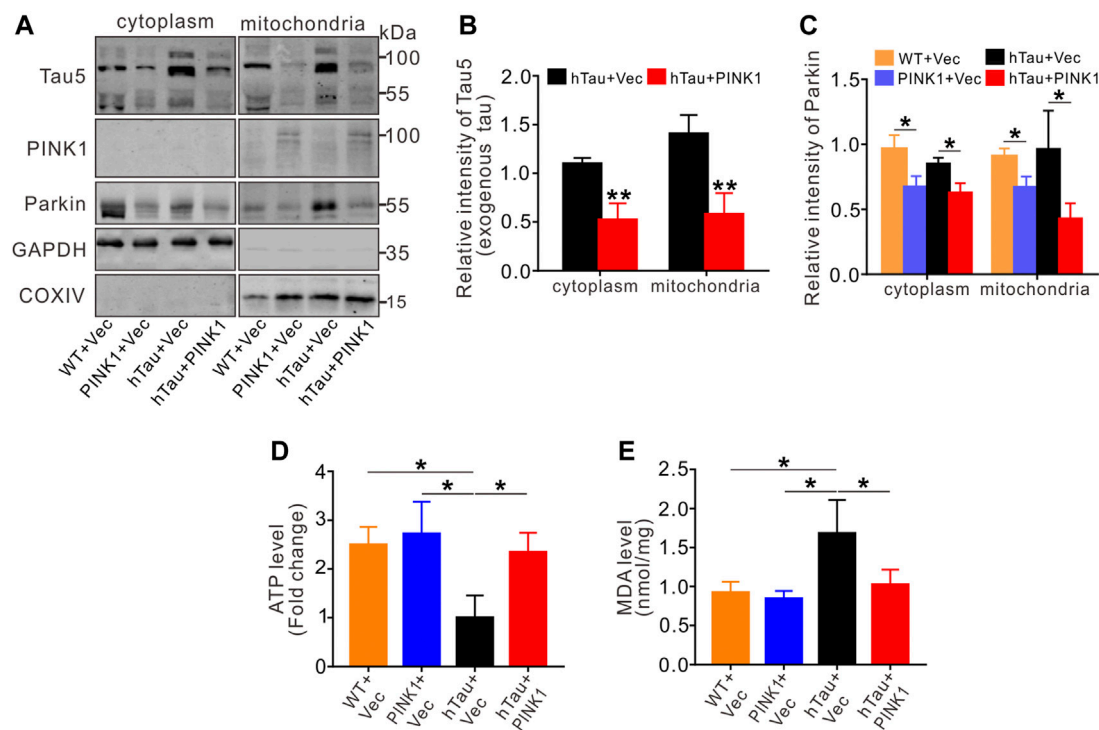 A
cytoplasm
mitochondria
kDa
Tau5
100
55
PINK1
100
Parkin
55
GAPDH
35
COXIV
15
WT+Vec
PINK1+Vec
hTau+Vec
hTau+PINK1
WT+Vec
PINK1+Vec
hTau+Vec
hTau+PINK1
B
hTau+Vec
hTau+PINK1
Relative intensity of Tau5
(exogenous tau)
2.0
1.5
1.0
0.5
0.0
**
**
cytoplasm
mitochondria
C
WT+Vec
hTau+Vec
PINK1+Vec
hTau+PINK1
Relative intensity of Parkin
1.5
1.0
0.5
0.0
*
*
*
*
cytoplasm
mitochondria
D
ATP level
(Fold change)
4
3
2
1
0
*
*
*
WT+
Vec
PINK1+
Vec
hTau+
Vec
hTau+
PINK1
E
MDA level
(nmol/mg)
2.5
2.0
1.5
1.0
0.5
0.0
*
*
*
WT+
Vec
PINK1+
Vec
hTau+
Vec
hTau+
PINK1